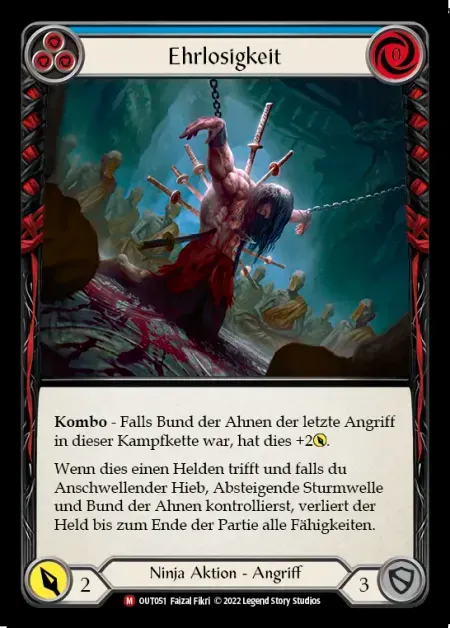 Ehrlosigkeit
0
Kombo - Falls Bund der Ahnen der letzte Angriff
in dieser Kampfkette war, hat dies +2.
Wenn dies einen Helden trifft und falls du
Anschwellender Hieb, Absteigende Sturmwelle
und Bund der Ahnen kontrollierst, verliert der
Held bis zum Ende der Partie alle Fähigkeiten.
2
Ninja Aktion - Angriff
3
M OUT051 Faizal Fikri © 2022 Legend Story Studios